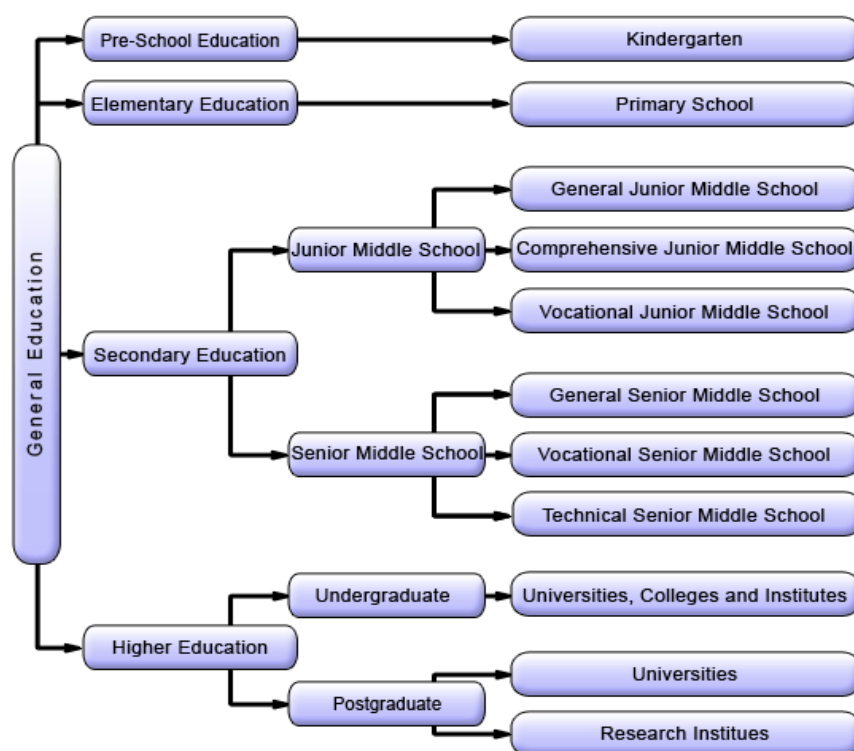 Pre-School Education
Kindergarten
Elementary Education
Primary School
General Education
General Junior Middle School
Junior Middle School
Comprehensive Junior Middle School
Vocational Junior Middle School
Secondary Education
General Senior Middle School
Senior Middle School
Vocational Senior Middle School
Technical Senior Middle School
Undergraduate
Universities, Colleges and Institutes
Higher Education
Universities
Postgraduate
Research Institues